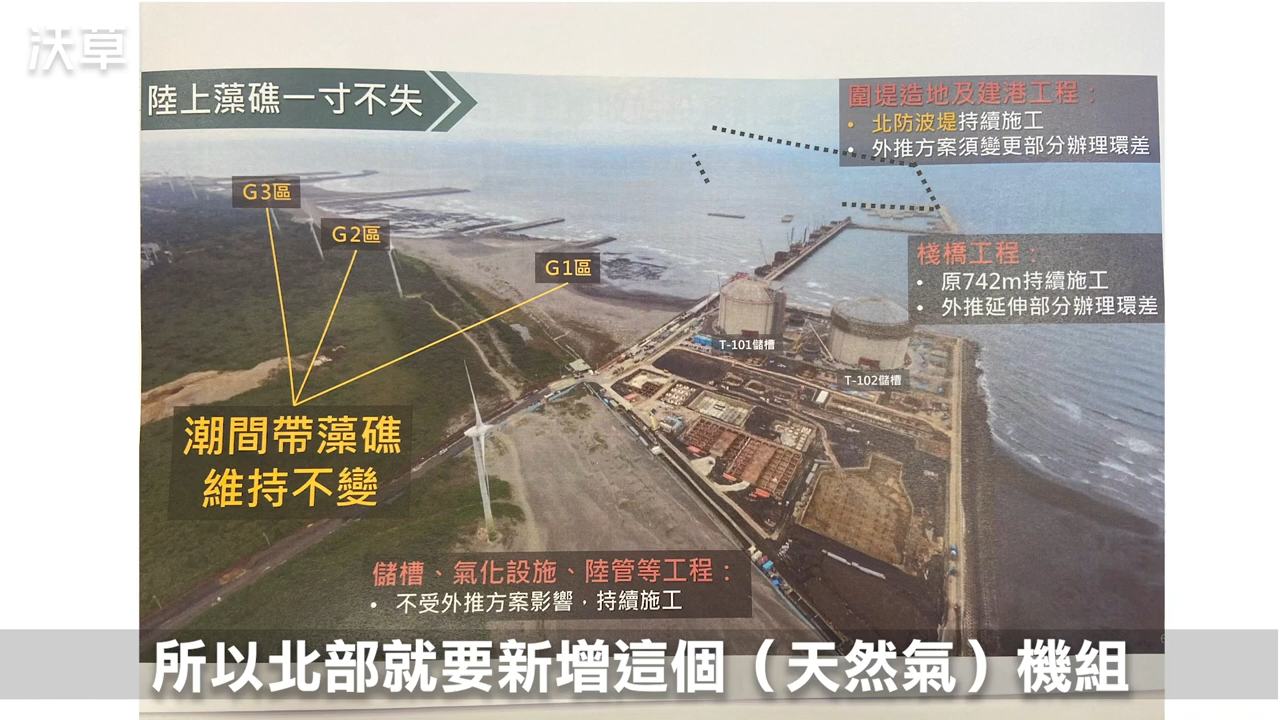 沃草
陸上藻礁一寸不失
圍堤造地及建港工程：
• 北防波堤持續施工
• 外推方案須變更部分辦理環差
G3區
G2區
G1區
棧橋工程：
• 原742m持續施工
• 外推延伸部分辦理環差
T-101儲槽
T-102儲槽
潮間帶藻礁
維持不變
儲槽、氣化設施、陸管等工程：
• 不受外推方案影響，持續施工
所以北部就要新增這個（天然氣）機組